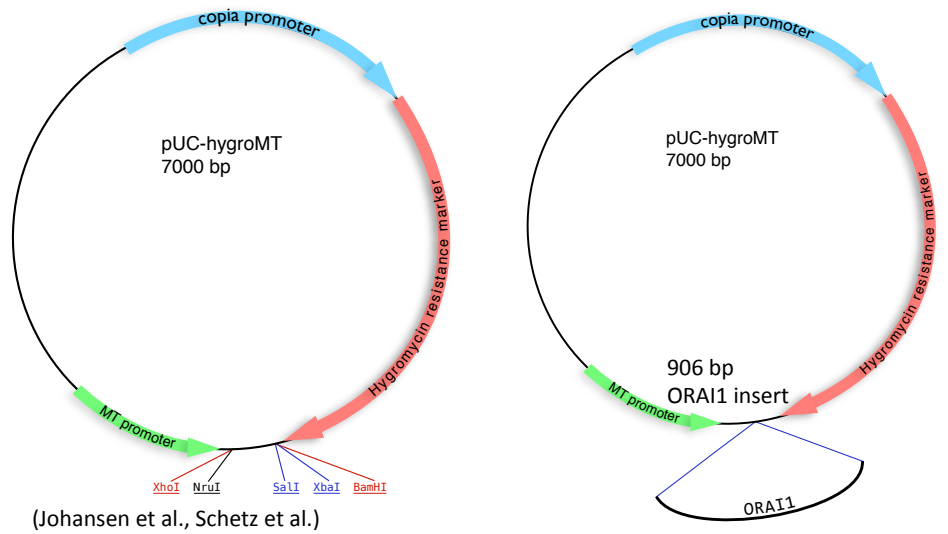 copia promoter
pUC-hygroMT
7000 bp
Hygromycin resistance marker
MT promoter
XhoI NruI SalI XbaI BamHI
(Johansen et al., Schetz et al.)
copia promoter
pUC-hygroMT
7000 bp
Hygromycin resistance marker
906 bp
ORAI1 insert
MT promoter
ORAI1